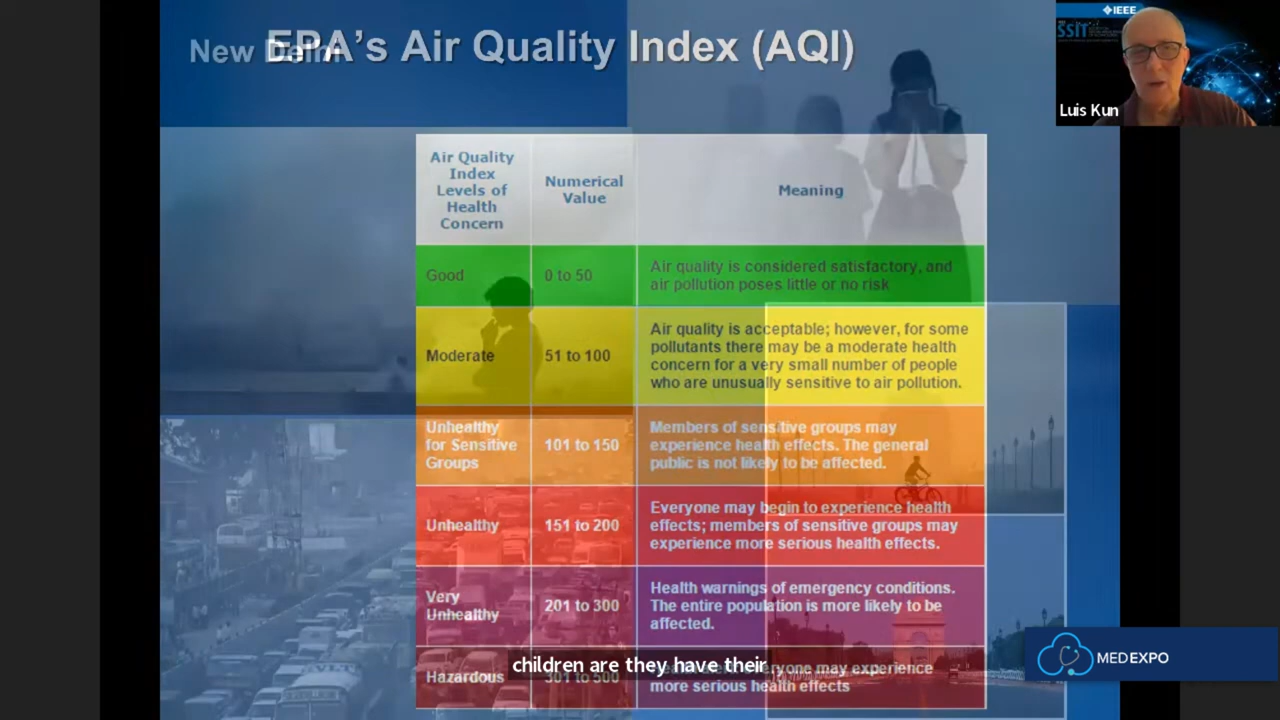 New Delhi
EPA's Air Quality Index (AQI)
IEEE
SSIT
Luis Kun
Air Quality
Index
Levels of
Health
Concern
Numerical
Value
Meaning
Good
0 to 50
Air quality is considered satisfactory, and
air pollution poses little or no risk
Moderate
51 to 100
Air quality is acceptable; however, for some
pollutants there may be a moderate health
concern for a very small number of people
who are unusually sensitive to air pollution.
Unhealthy
for Sensitive
Groups
101 to 150
Members of sensitive groups may
experience health effects. The general
public is not likely to be affected.
Unhealthy
151 to 200
Everyone may begin to experience health
effects; members of sensitive groups may
experience more serious health effects.
Very
Unhealthy
201 to 300
Health warnings of emergency conditions.
The entire population is more likely to be
affected.
Hazardous
301 to 500
everyone may experience
more serious health effects
children are they have their
MEDEXPO